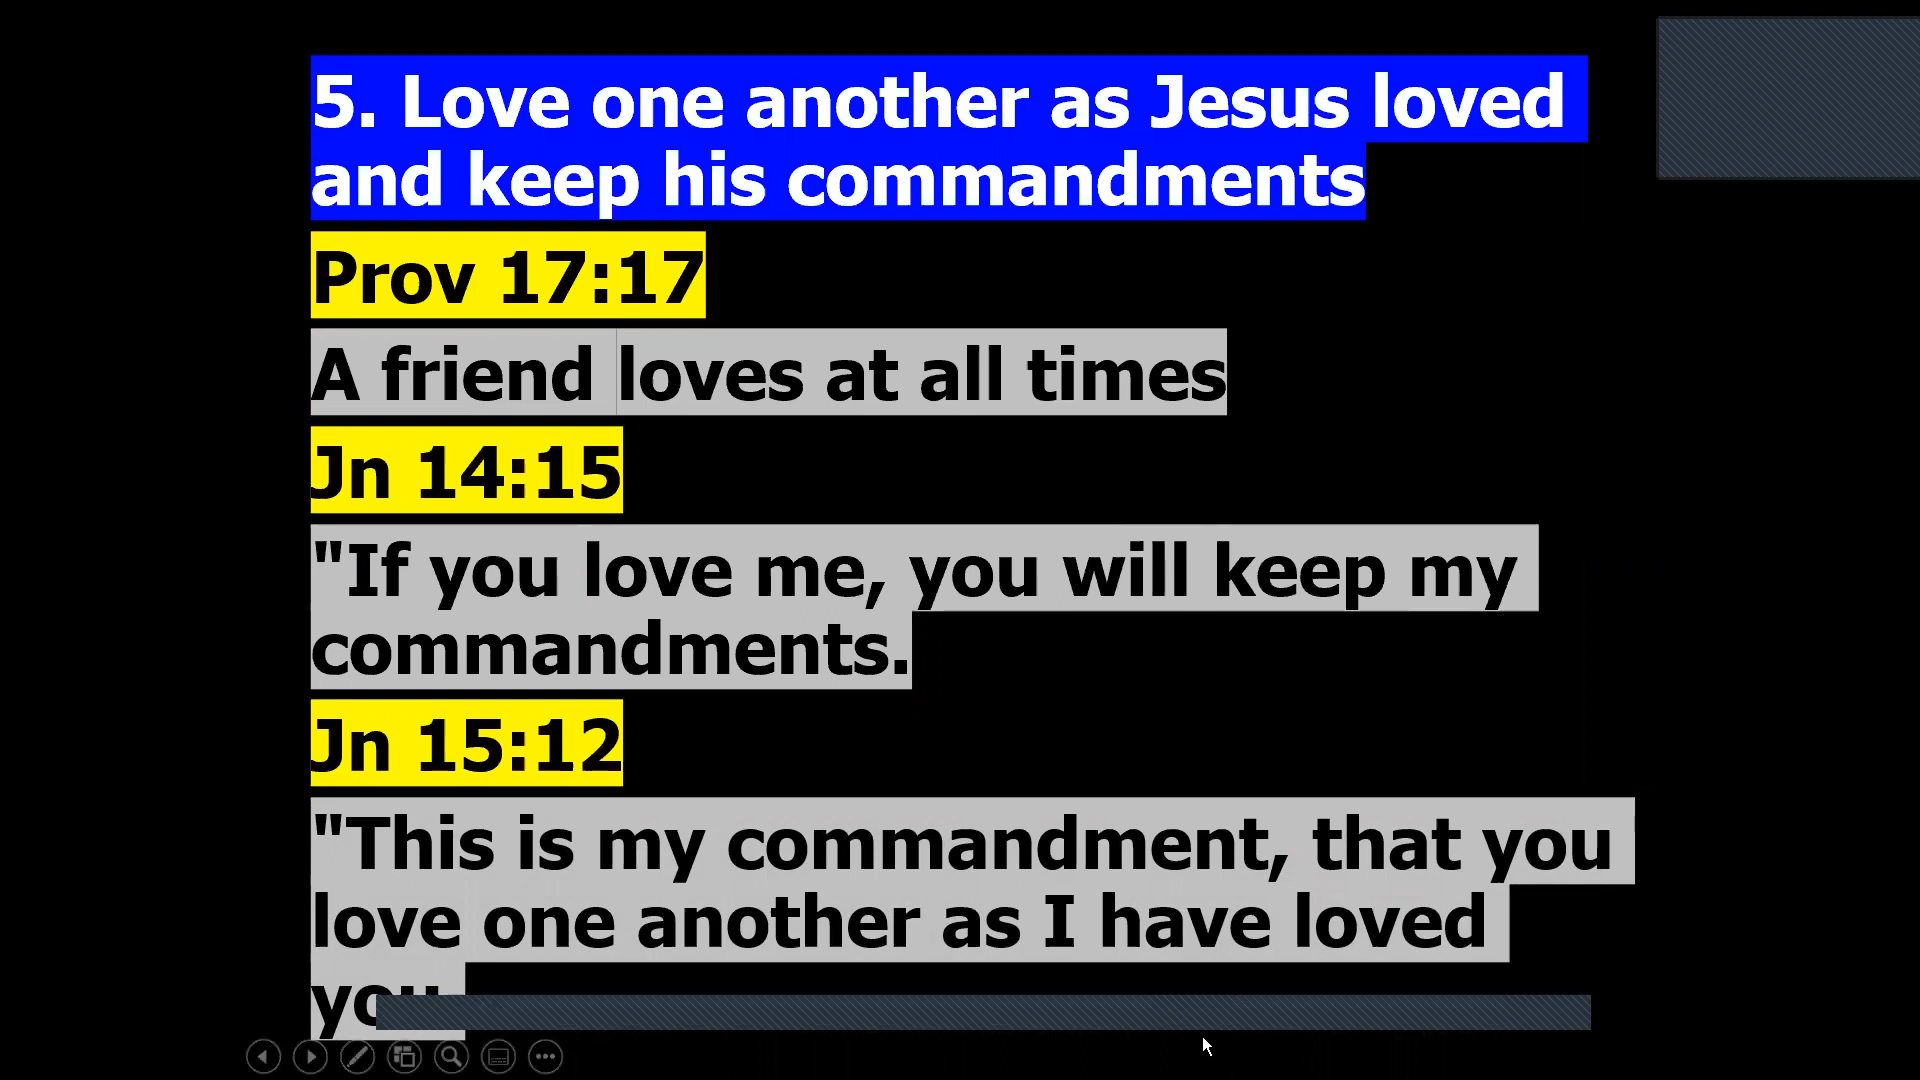 5. Love one another as Jesus loved
and keep his commandments
Prov 17:17
A friend loves at all times
Jn 14:15
"If you love me, you will keep my
commandments.
Jn 15:12
"This is my commandment, that you
love one another as I have loved